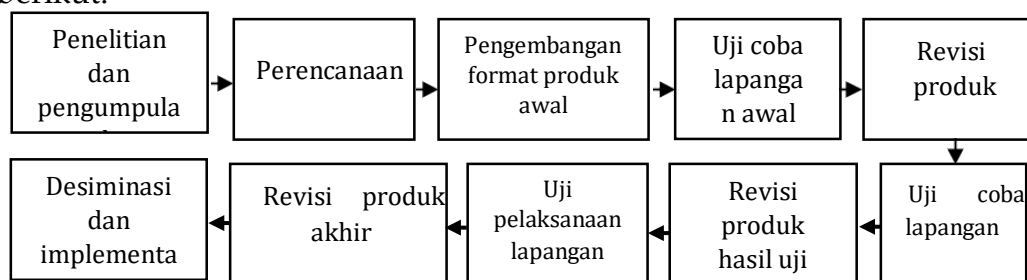 berikut:
Penelitian
dan
pengumpula
Perencanaan
Pengembangan
format produk
awal
Uji coba
lapanga
n awal
Revisi
produk
Uji coba
lapangan
Revisi
produk
hasil uji
Uji
pelaksanaan
lapangan
Revisi produk
akhir
Desiminasi
dan
implementa